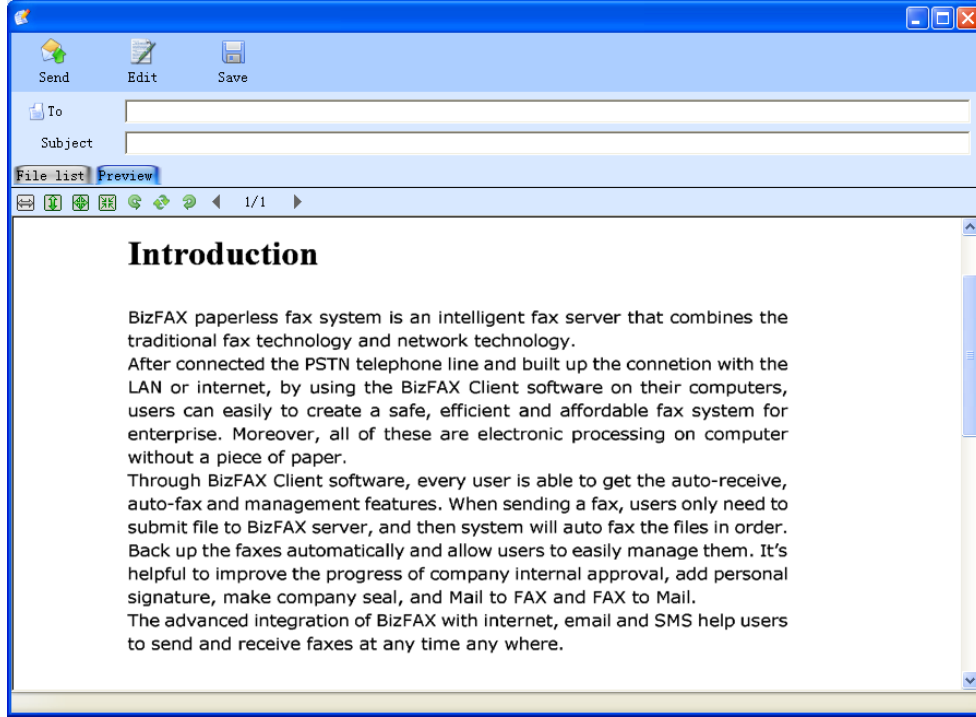 Send Edit Save
To
Subject
File list Preview
1/1
Introduction
BizFAX paperless fax system is an intelligent fax server that combines the
traditional fax technology and network technology.
After connected the PSTN telephone line and built up the connetion with the
LAN or internet, by using the BizFAX Client software on their computers,
users can easily to create a safe, efficient and affordable fax system for
enterprise. Moreover, all of these are electronic processing on computer
without a piece of paper.
Through BizFAX Client software, every user is able to get the auto-receive,
auto-fax and management features. When sending a fax, users only need to
submit file to BizFAX server, and then system will auto fax the files in order.
Back up the faxes automatically and allow users to easily manage them. It’s
helpful to improve the progress of company internal approval, add personal
signature, make company seal, and Mail to FAX and FAX to Mail.
The advanced integration of BizFAX with internet, email and SMS help users
to send and receive faxes at any time any where.